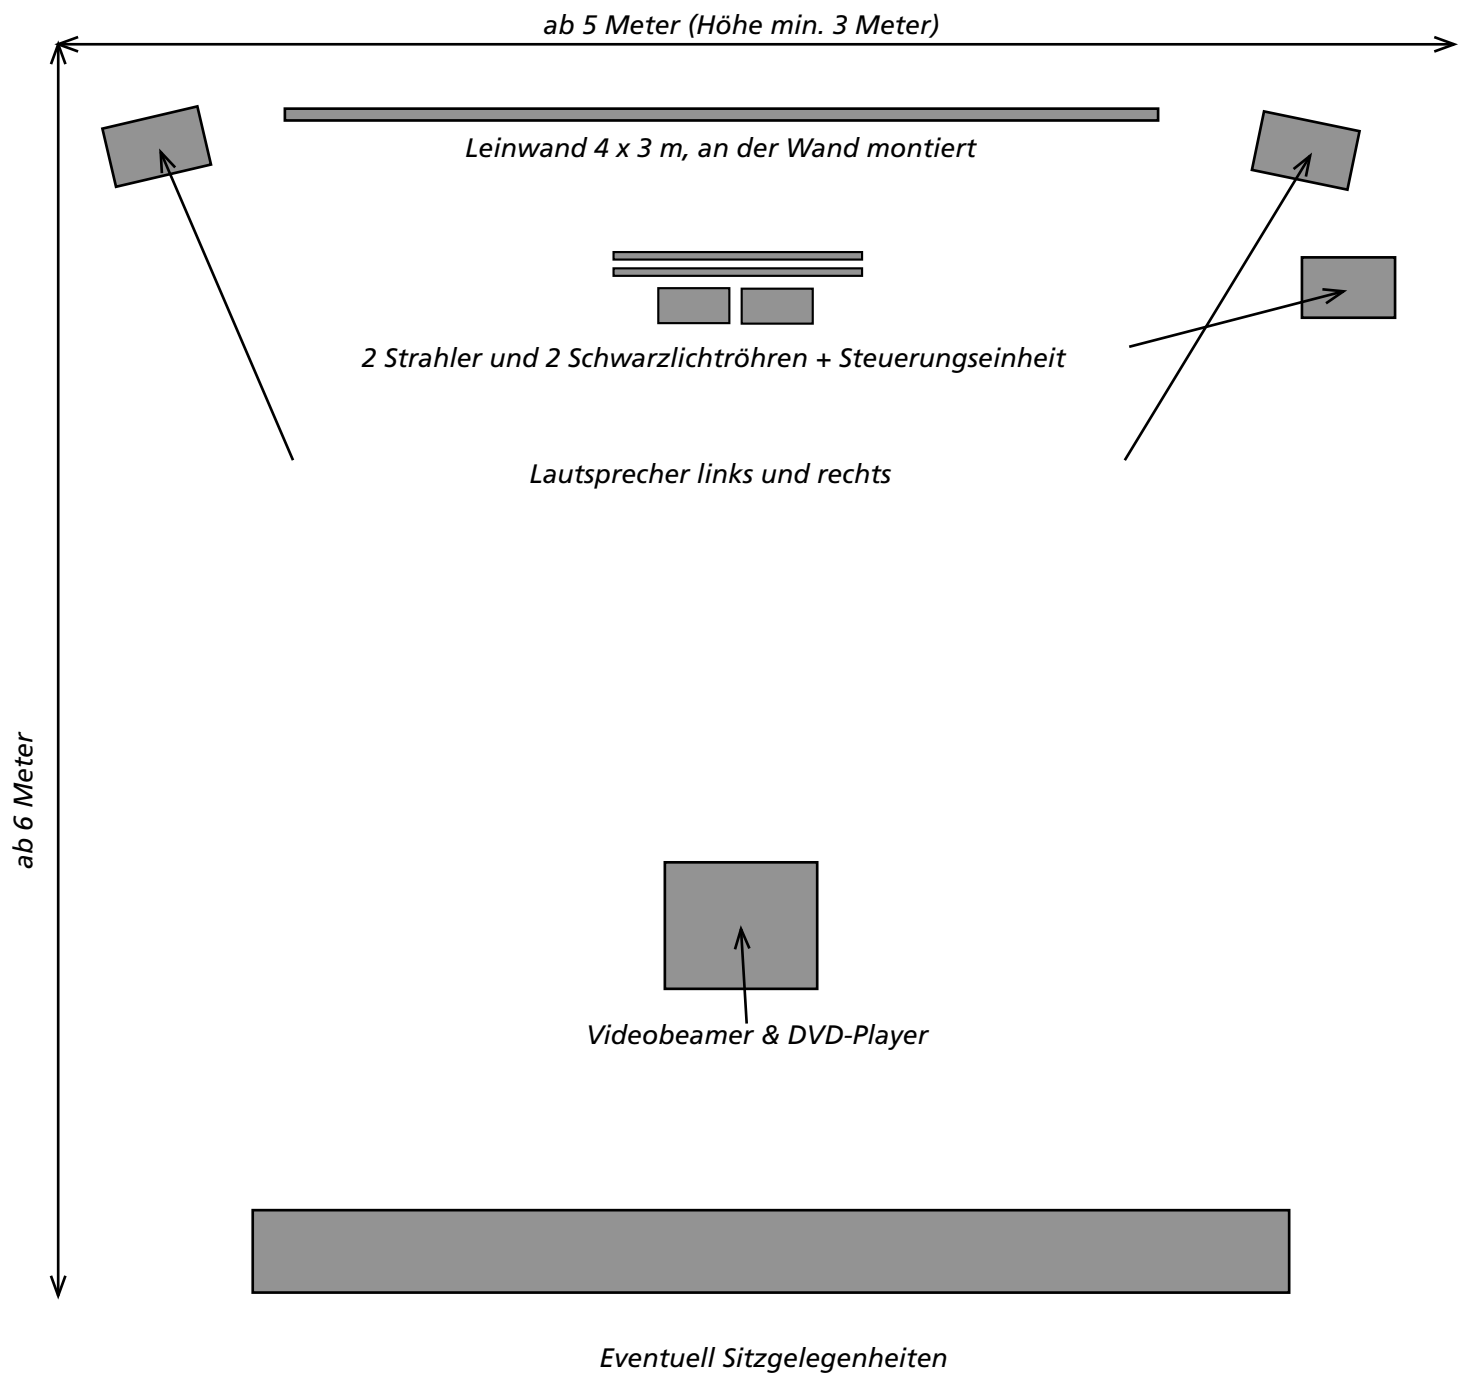 ab 5 Meter (Höhe min. 3 Meter)
Leinwand 4 x 3 m, an der Wand montiert
2 Strahler und 2 Schwarzlichtröhren + Steuerungseinheit
Lautsprecher links und rechts
ab 6 Meter
Videobeamer & DVD-Player
Eventuell Sitzgelegenheiten